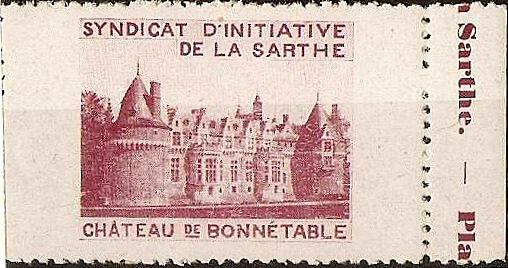 SYNDICAT D'INITIATIVE
DE LA SARTHE
CHÂTEAU DE BONNÉTABLE
Sarthe. —